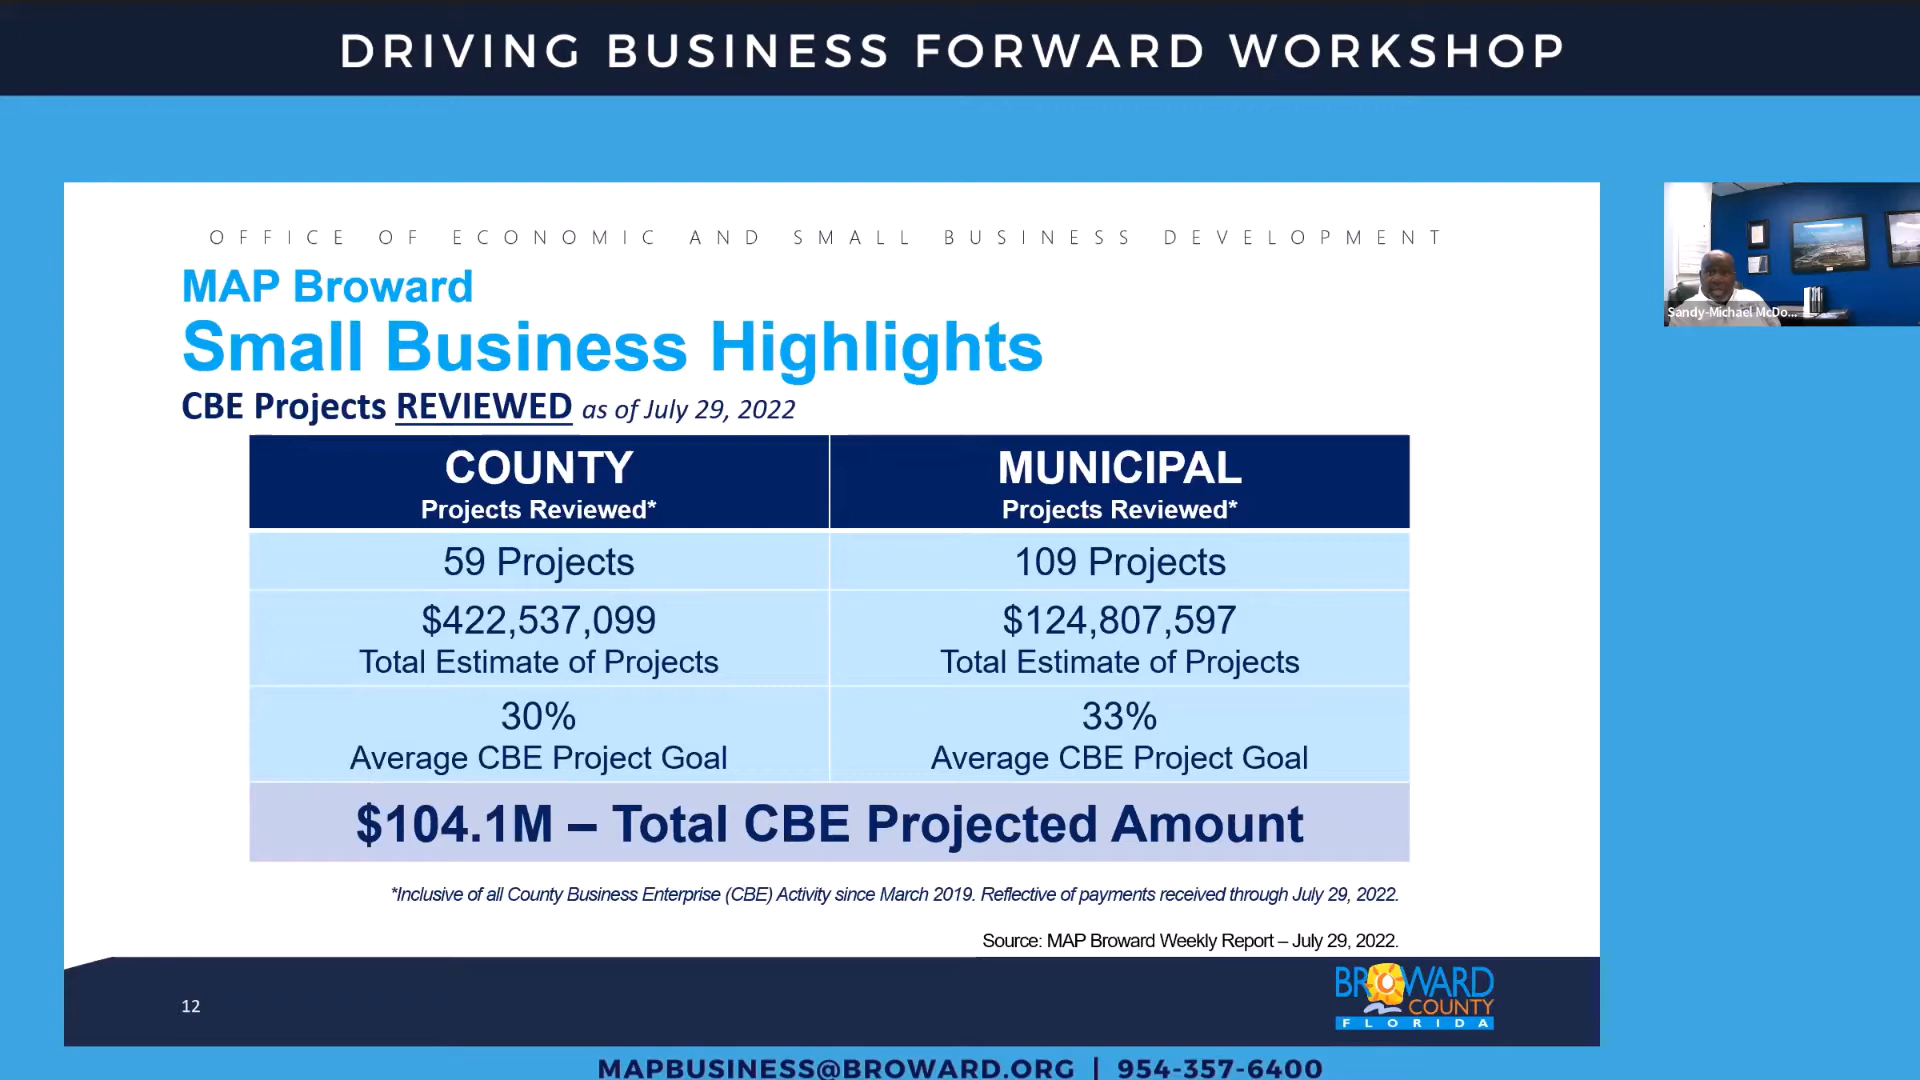 DRIVING BUSINESS FORWARD WORKSHOP
OFFICE OF ECONOMIC AND SMALL BUSINESS DEVELOPMENT
MAP Broward
Small Business Highlights
CBE Projects REVIEWED as of July 29, 2022
COUNTY
Projects Reviewed*
MUNICIPAL
Projects Reviewed*
59 Projects
109 Projects
$422,537,099
Total Estimate of Projects
$124,807,597
Total Estimate of Projects
30%
Average CBE Project Goal
33%
Average CBE Project Goal
$104.1M – Total CBE Projected Amount
*Inclusive of all County Business Enterprise (CBE) Activity since March 2019. Reflective of payments received through July 29, 2022.
Source: MAP Broward Weekly Report – July 29, 2022.
12
BROWARD
COUNTY
FLORIDA
Sandy-Michael McDo...
MAPBUSINESS@BROWARD.ORG | 954-357-6400